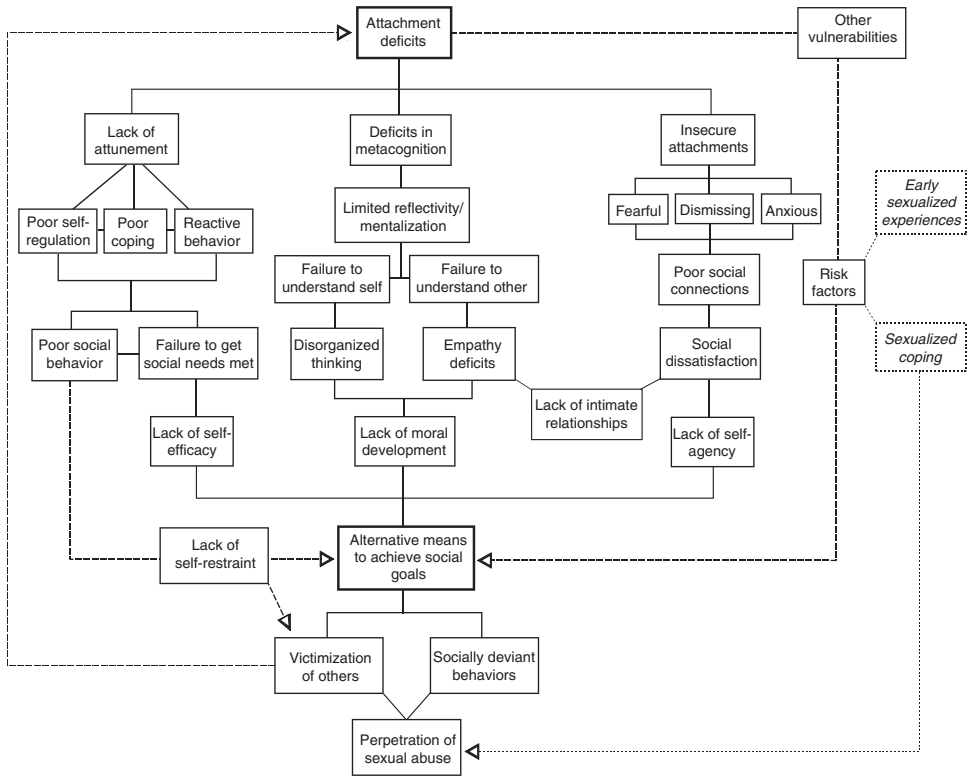 Attachment
deficits
Other
vulnerabilities
Lack of
attunement
Deficits in
metacognition
Insecure
attachments
Early
sexualized
experiences
Poor self-
regulation
Poor
coping
Reactive
behavior
Limited reflectivity/
mentalization
Fearful
Dismissing
Anxious
Failure to
understand self
Failure to
understand other
Poor social
connections
Risk
factors
Poor social
behavior
Failure to get
social needs met
Disorganized
thinking
Empathy
deficits
Social
dissatisfaction
Sexualized
coping
Lack of intimate
relationships
Lack of self-
efficacy
Lack of moral
development
Lack of self-
agency
Lack of
self-restraint
Alternative means
to achieve social
goals
Victimization
of others
Socially deviant
behaviors
Perpetration of
sexual abuse